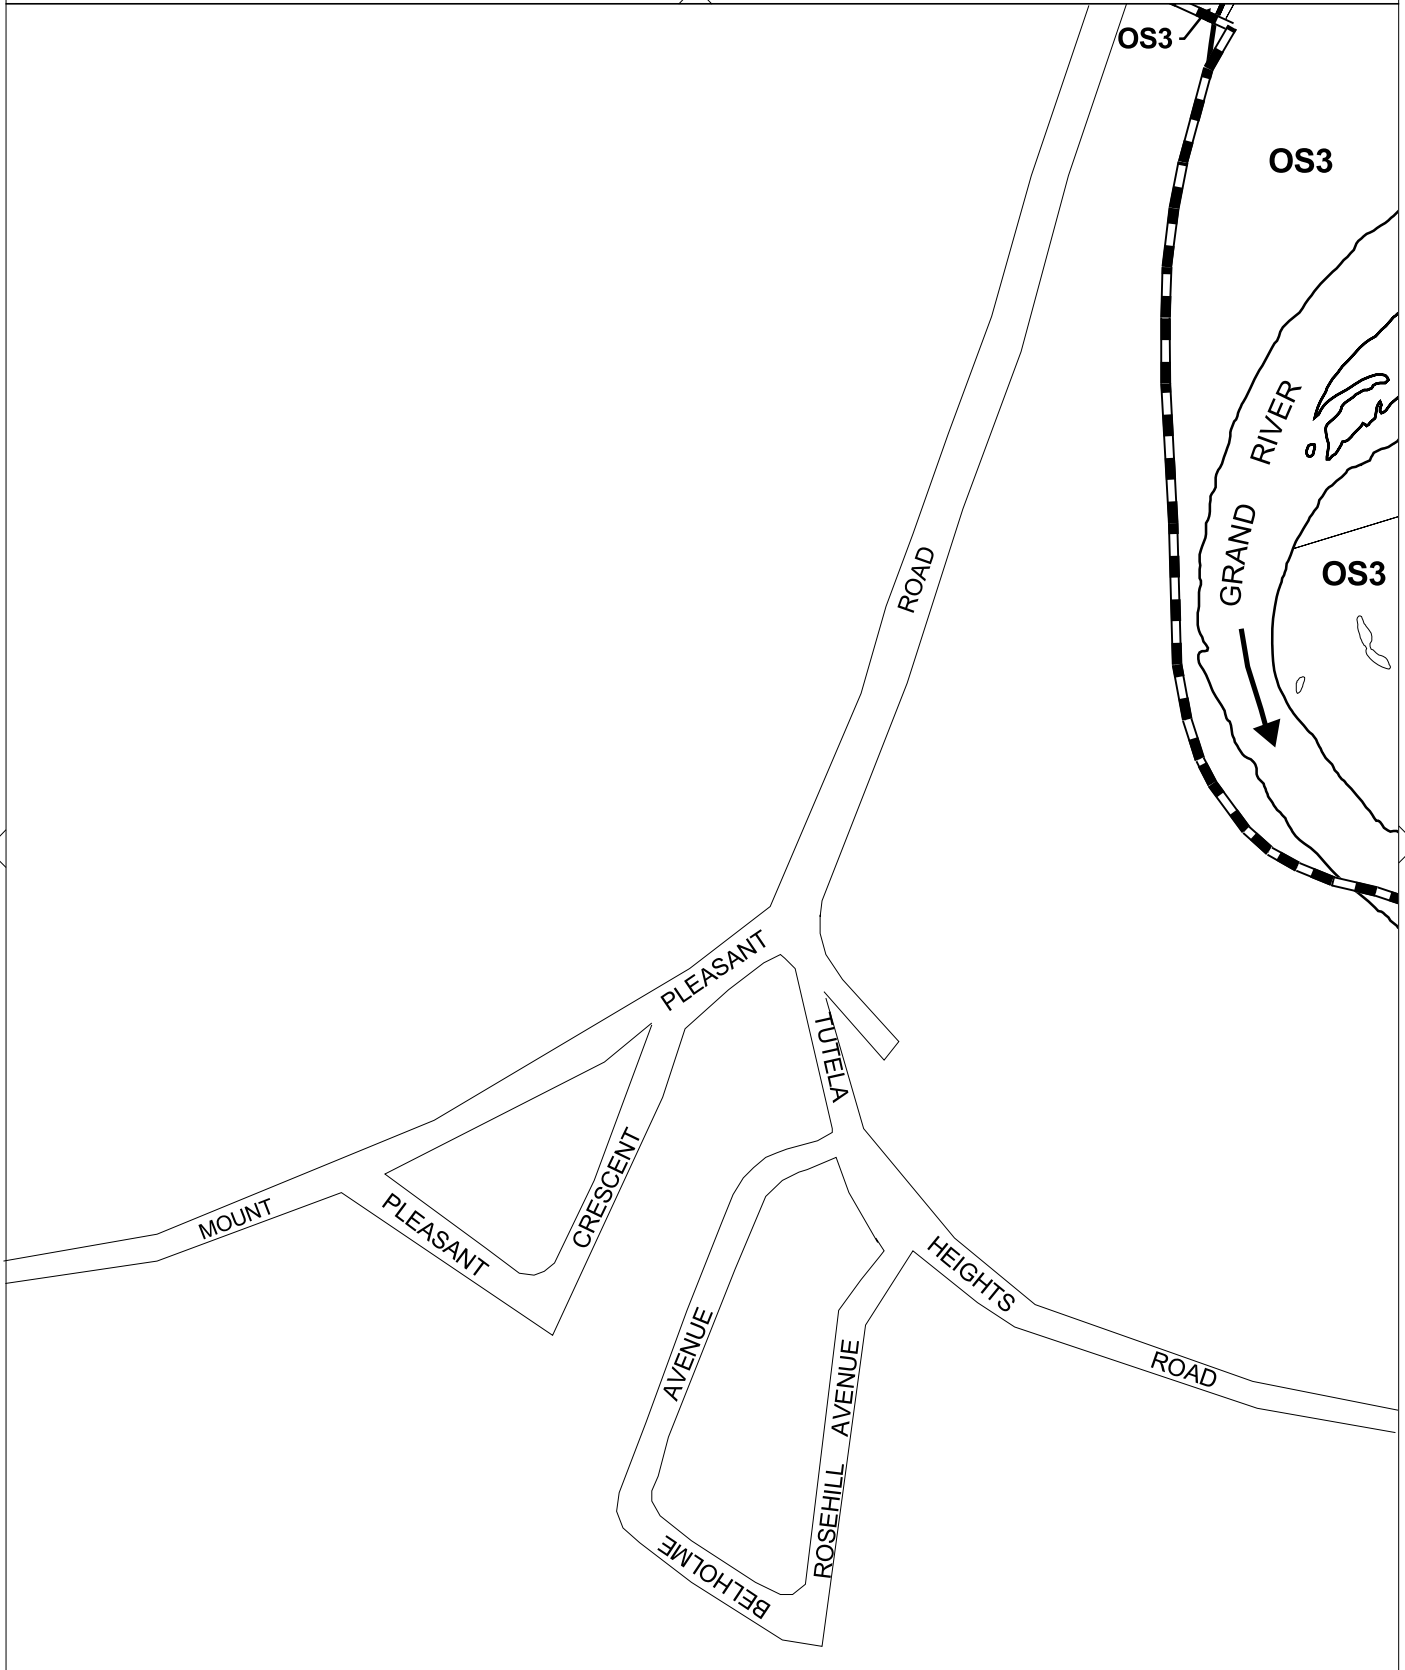 OS3
OS3
GRAND RIVER
OS3
ROAD
PLEASANT
TUTELA
MOUNT
PLEASANT
CRESCENT
HEIGHTS
ROAD
AVENUE
BELHOLME
ROSEHILL AVENUE